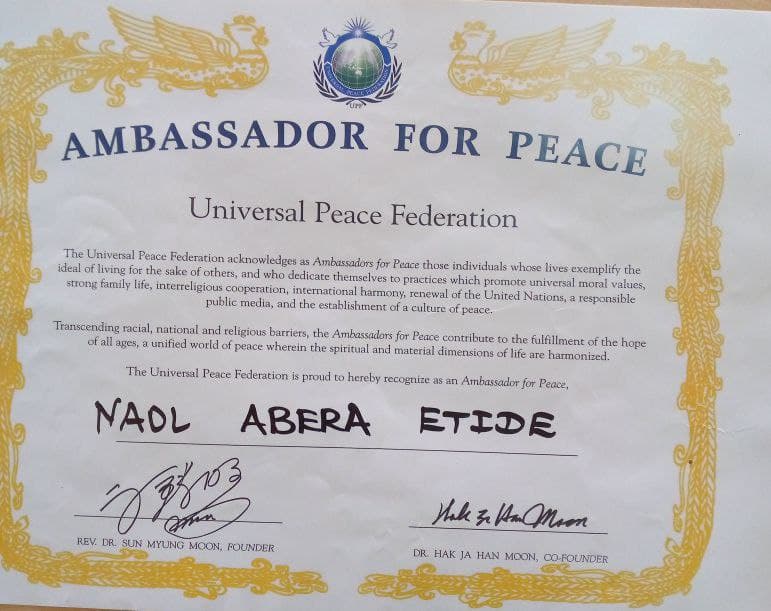 UNIVERSAL PEACE FEDERATION
UPF
AMBASSADOR FOR PEACE
Universal Peace Federation
The Universal Peace Federation acknowledges as Ambassadors for Peace those individuals whose lives exemplify the
ideal of living for the sake of others, and who dedicate themselves to practices which promote universal moral values,
strong family life, interreligious cooperation, international harmony, renewal of the United Nations, a responsible
public media, and the establishment of a culture of peace.
Transcending racial, national and religious barriers, the Ambassadors for Peace contribute to the fulfillment of the hope
of all ages, a unified world of peace wherein the spiritual and material dimensions of life are harmonized.
The Universal Peace Federation is proud to hereby recognize as an Ambassador for Peace,
NAOL ABERA ETIDE
Hak Ja Han Moon
REV. DR. SUN MYUNG MOON, FOUNDER
DR. HAK JA HAN MOON, CO-FOUNDER